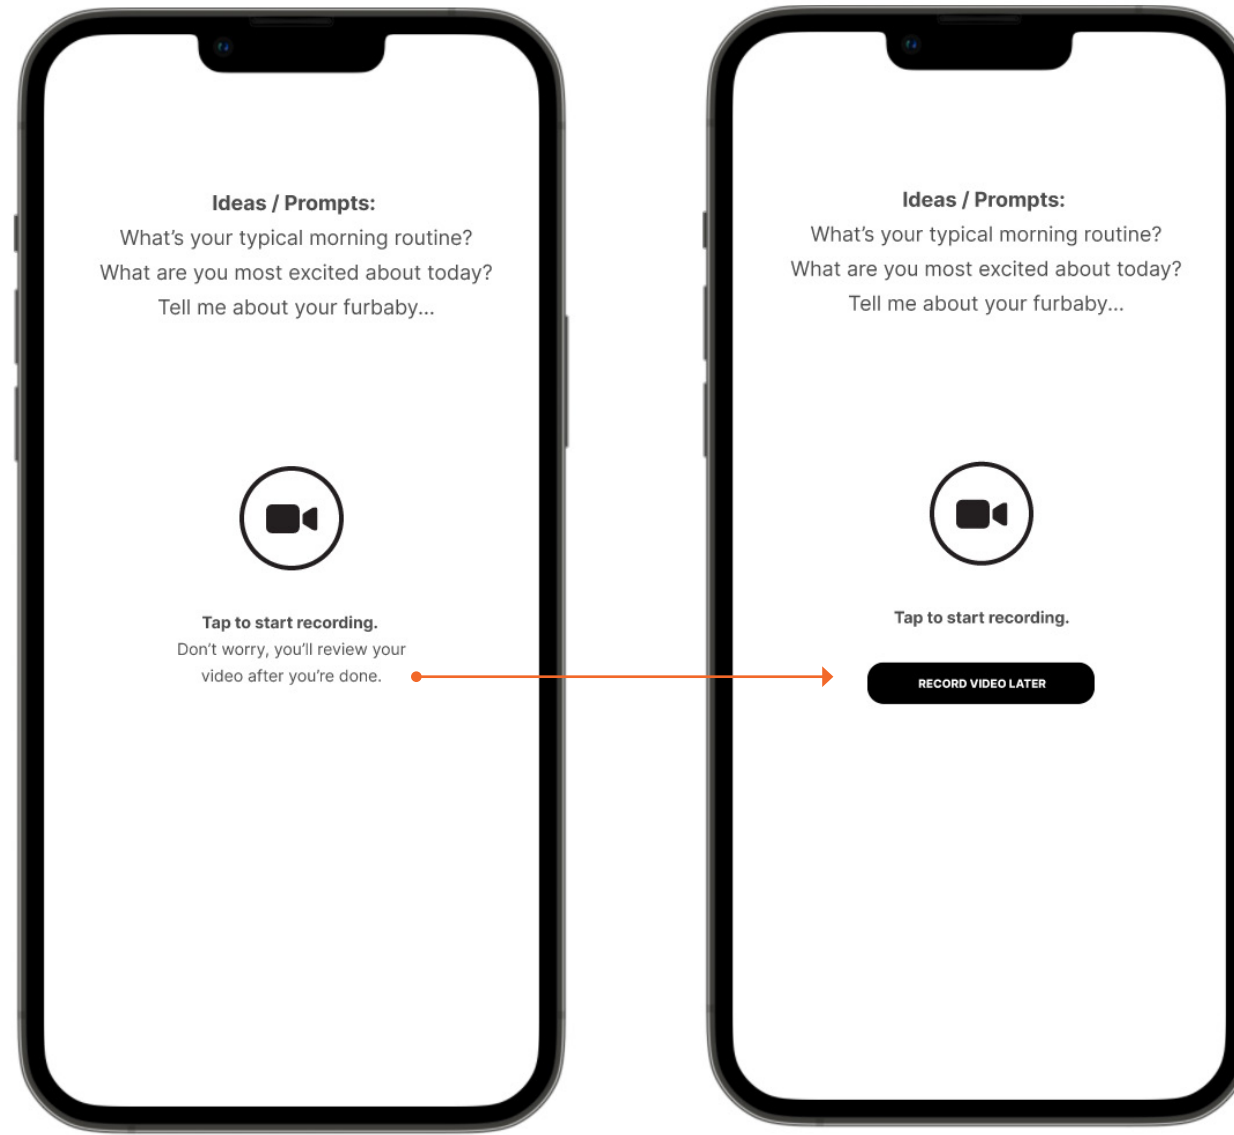 Ideas / Prompts:
What's your typical morning routine?
What are you most excited about today?
Tell me about your furbaby...
Tap to start recording.
Don't worry, you'll review your
video after you're done.
Ideas / Prompts:
What's your typical morning routine?
What are you most excited about today?
Tell me about your furbaby...
Tap to start recording.
RECORD VIDEO LATER